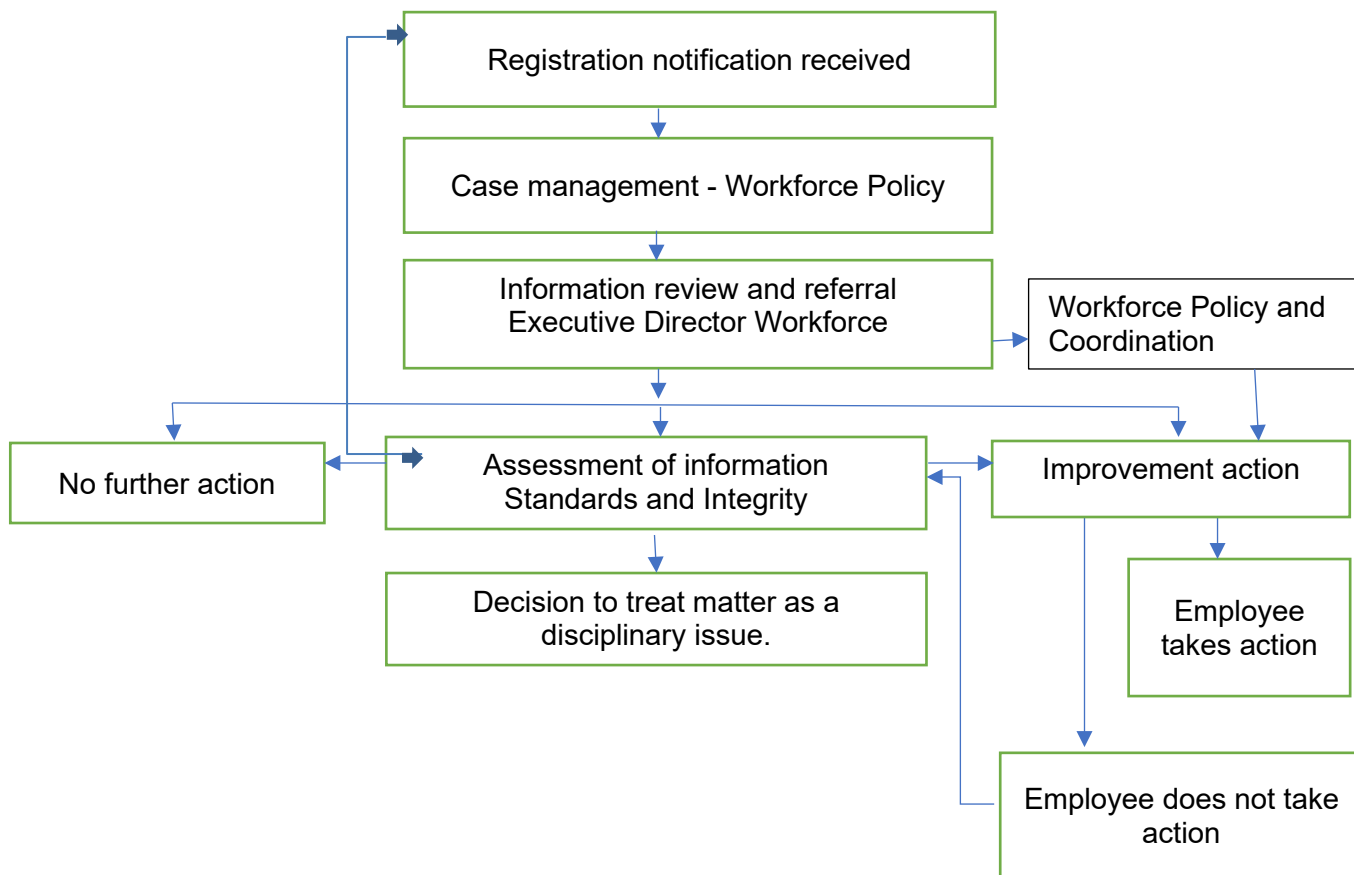 Registration notification received
Case management - Workforce Policy
Information review and referral
Executive Director Workforce
Workforce Policy and
Coordination
No further action
Assessment of information
Standards and Integrity
Improvement action
Decision to treat matter as a
disciplinary issue.
Employee
takes action
Employee does not take
action